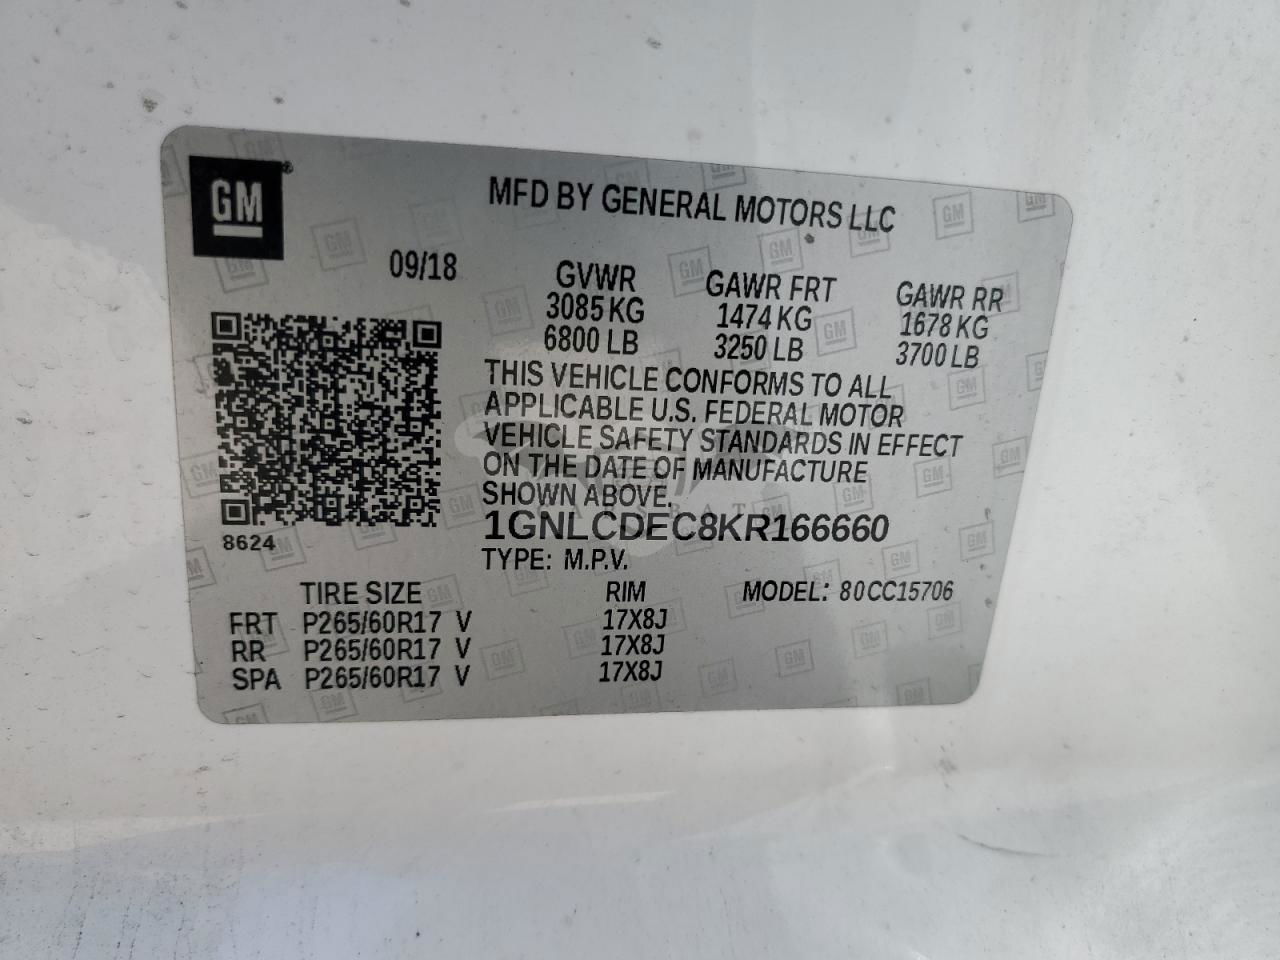 GM
MFD BY GENERAL MOTORS LLC
09/18
GVWR GAWR FRT GAWR RR
3085 KG 1474 KG 1678 KG
6800 LB 3250 LB 3700 LB
THIS VEHICLE CONFORMS TO ALL
APPLICABLE U.S. FEDERAL MOTOR
VEHICLE SAFETY STANDARDS IN EFFECT
ON THE DATE OF MANUFACTURE
SHOWN ABOVE.
1GNLCDEC8KR166660
8624
TYPE: M.P.V.
TIRE SIZE RIM MODEL: 80CC15706
FRT P265/60R17 V 17X8J
RR P265/60R17 V 17X8J
SPA P265/60R17 V 17X8J